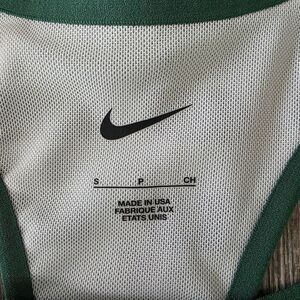 S P CH
MADE IN USA
FABRIQUE AUX
ETATS UNIS